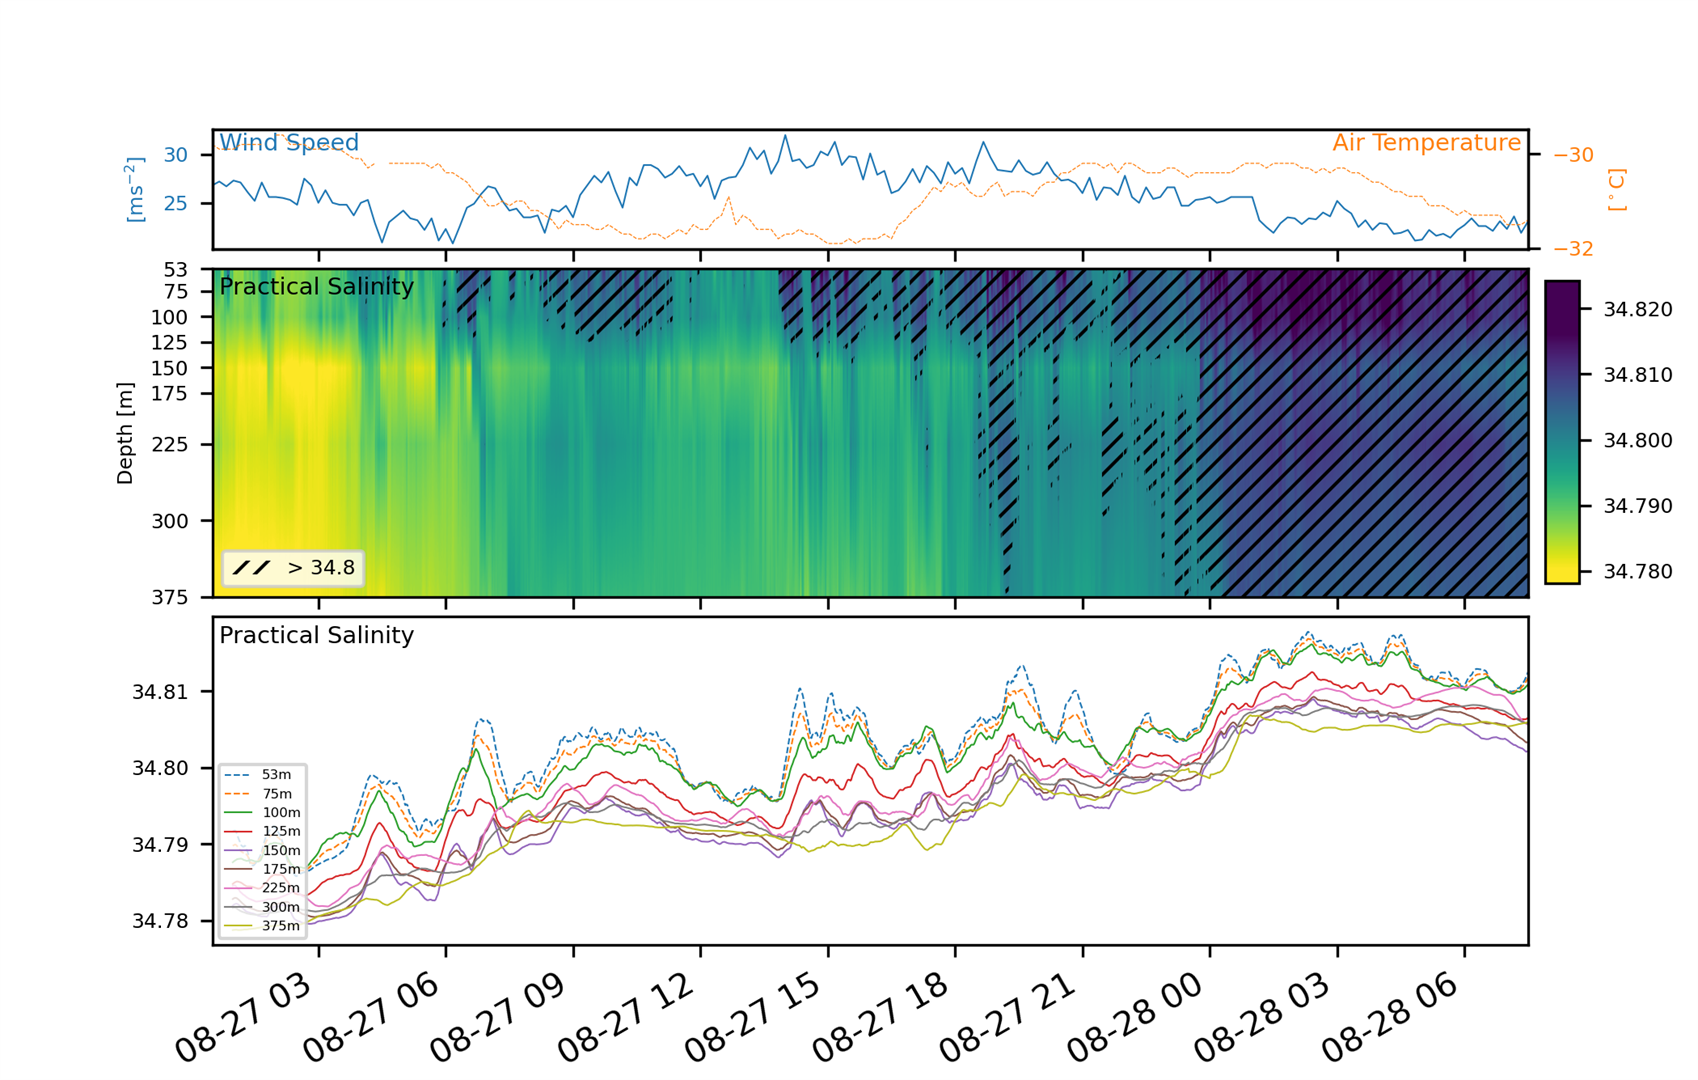 Wind Speed
Air Temperature
[ms⁻²]
30
25
−30
−32
[°C]
Practical Salinity
Depth [m]
53
75
100
125
150
175
225
300
375
> 34.8
34.820
34.810
34.800
34.790
34.780
Practical Salinity
34.81
34.80
34.79
34.78
53m
75m
100m
125m
150m
175m
225m
300m
375m
08-27 03
08-27 06
08-27 09
08-27 12
08-27 15
08-27 18
08-27 21
08-28 00
08-28 03
08-28 06